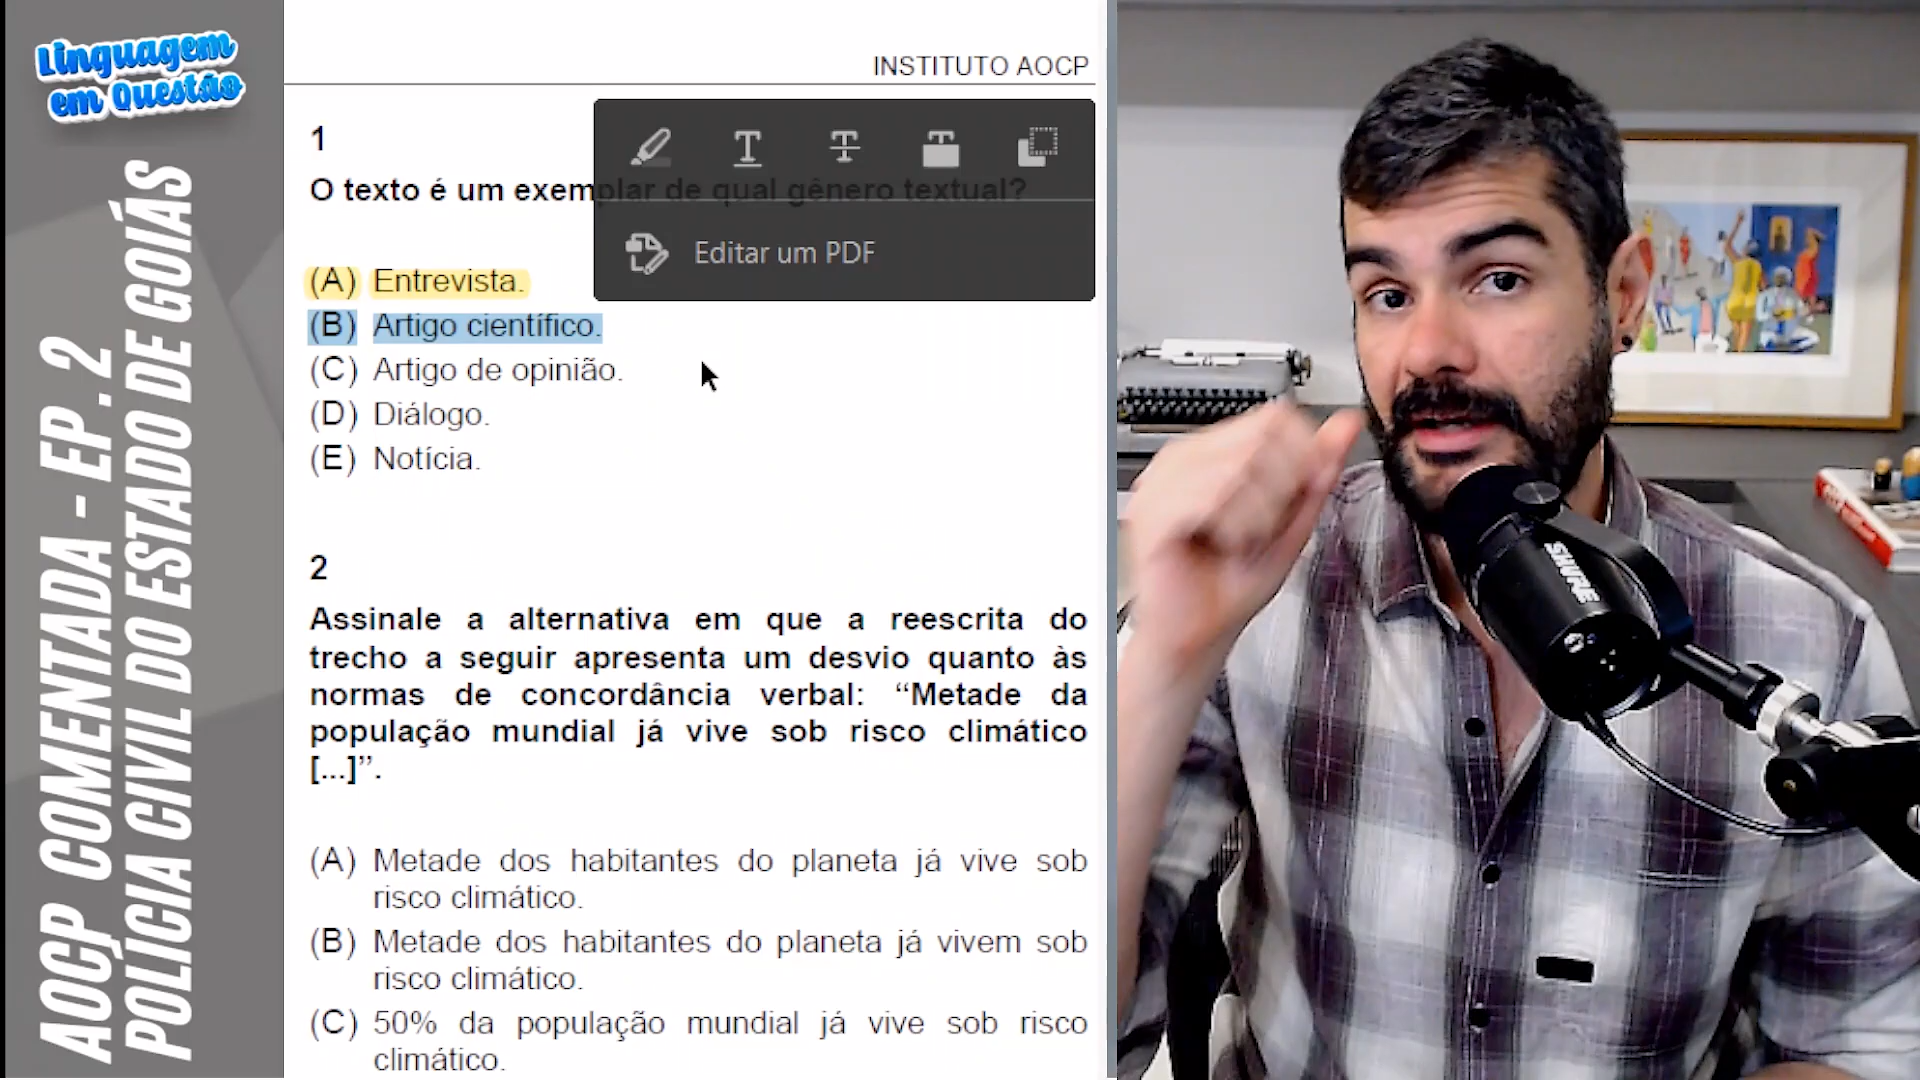 Linguagem
em Questão
AOCP COMENTADA - EP. 2
POLÍCIA CIVIL DO ESTADO DE GOIÁS
INSTITUTO AOCP
1
O texto é um exemplar de qual gênero textual?
Editar um PDF
(A) Entrevista.
(B) Artigo científico.
(C) Artigo de opinião.
(D) Diálogo.
(E) Notícia.
2
Assinale a alternativa em que a reescrita do
trecho a seguir apresenta um desvio quanto às
normas de concordância verbal: “Metade da
população mundial já vive sob risco climático
[...]”.
(A) Metade dos habitantes do planeta já vive sob
risco climático.
(B) Metade dos habitantes do planeta já vivem sob
risco climático.
(C) 50% da população mundial já vive sob risco
climático.
SHURE